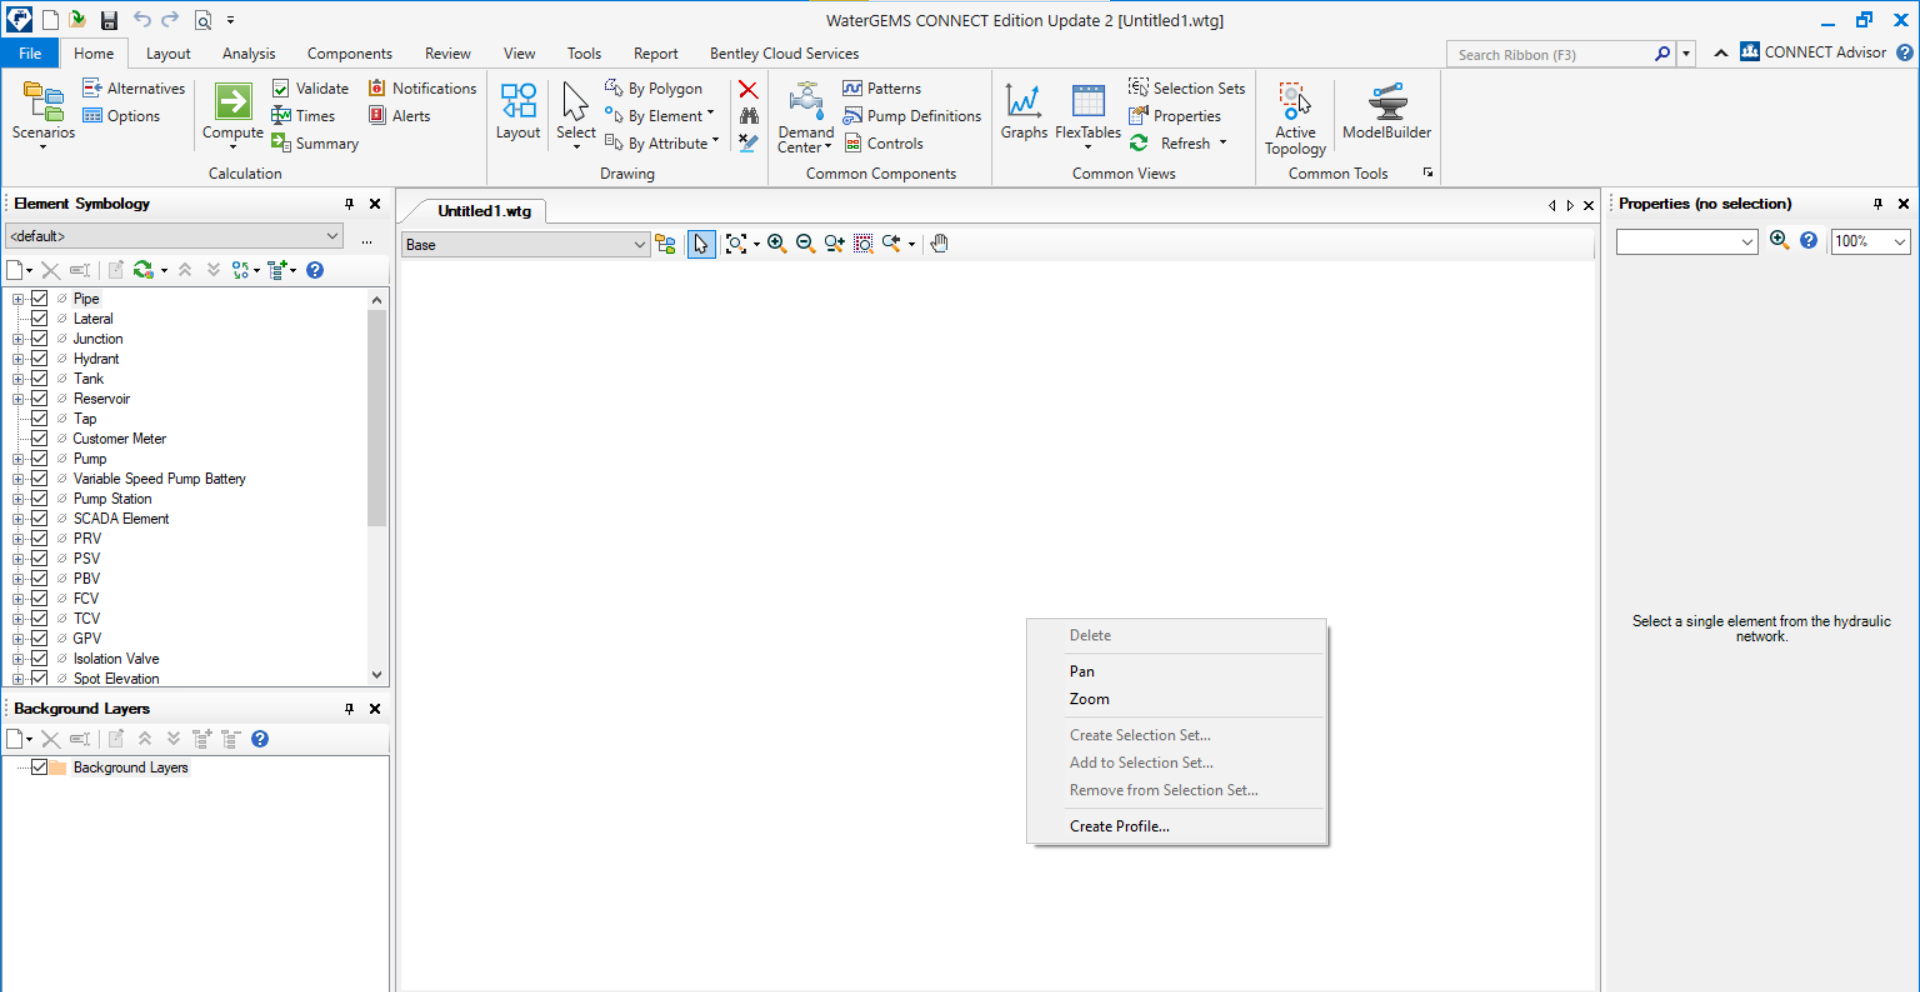 WaterGEMS CONNECT Edition Update 2 [Untitled1.wtg]
File Home Layout Analysis Components Review View Tools Report Bentley Cloud Services
Search Ribbon (F3)
CONNECT Advisor
Scenarios
Alternatives
Options
Compute
Validate
Times
Summary
Notifications
Alerts
Calculation
Layout
Select
By Polygon
By Element
By Attribute
Drawing
Demand
Center
Patterns
Pump Definitions
Controls
Common Components
Graphs
FlexTables
Selection Sets
Properties
Refresh
Common Views
Active
Topology
ModelBuilder
Common Tools
Element Symbology
<default>
...
Pipe
Lateral
Junction
Hydrant
Tank
Reservoir
Tap
Customer Meter
Pump
Variable Speed Pump Battery
Pump Station
SCADA Element
PRV
PSV
PBV
FCV
TCV
GPV
Isolation Valve
Spot Elevation
Background Layers
Background Layers
Untitled1.wtg
Base
Delete
Pan
Zoom
Create Selection Set...
Add to Selection Set...
Remove from Selection Set...
Create Profile...
Properties (no selection)
100%
Select a single element from the hydraulic
network.